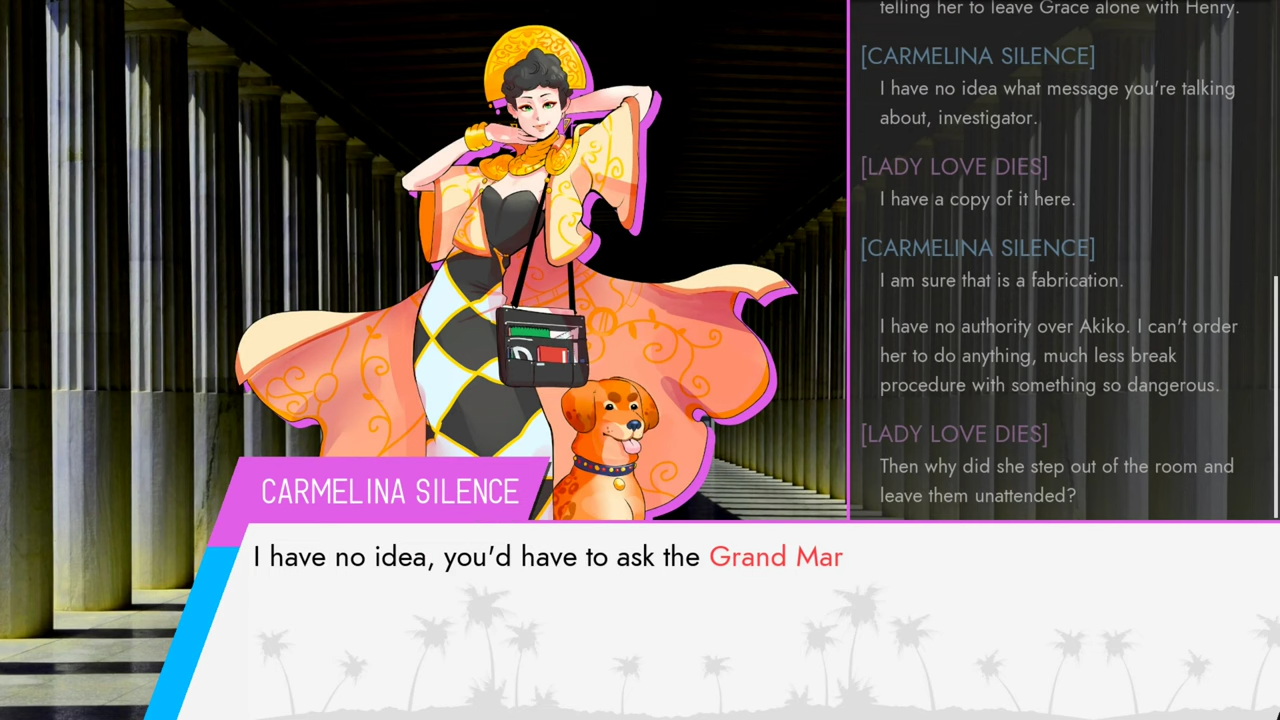 telling her to leave Grace alone with Henry.
[CARMELINA SILENCE]
I have no idea what message you're talking
about, investigator.
[LADY LOVE DIES]
I have a copy of it here.
[CARMELINA SILENCE]
I am sure that is a fabrication.
I have no authority over Akiko. I can't order
her to do anything, much less break
procedure with something so dangerous.
[LADY LOVE DIES]
Then why did she step out of the room and
leave them unattended?
CARMELINA SILENCE
I have no idea, you'd have to ask the Grand Mar